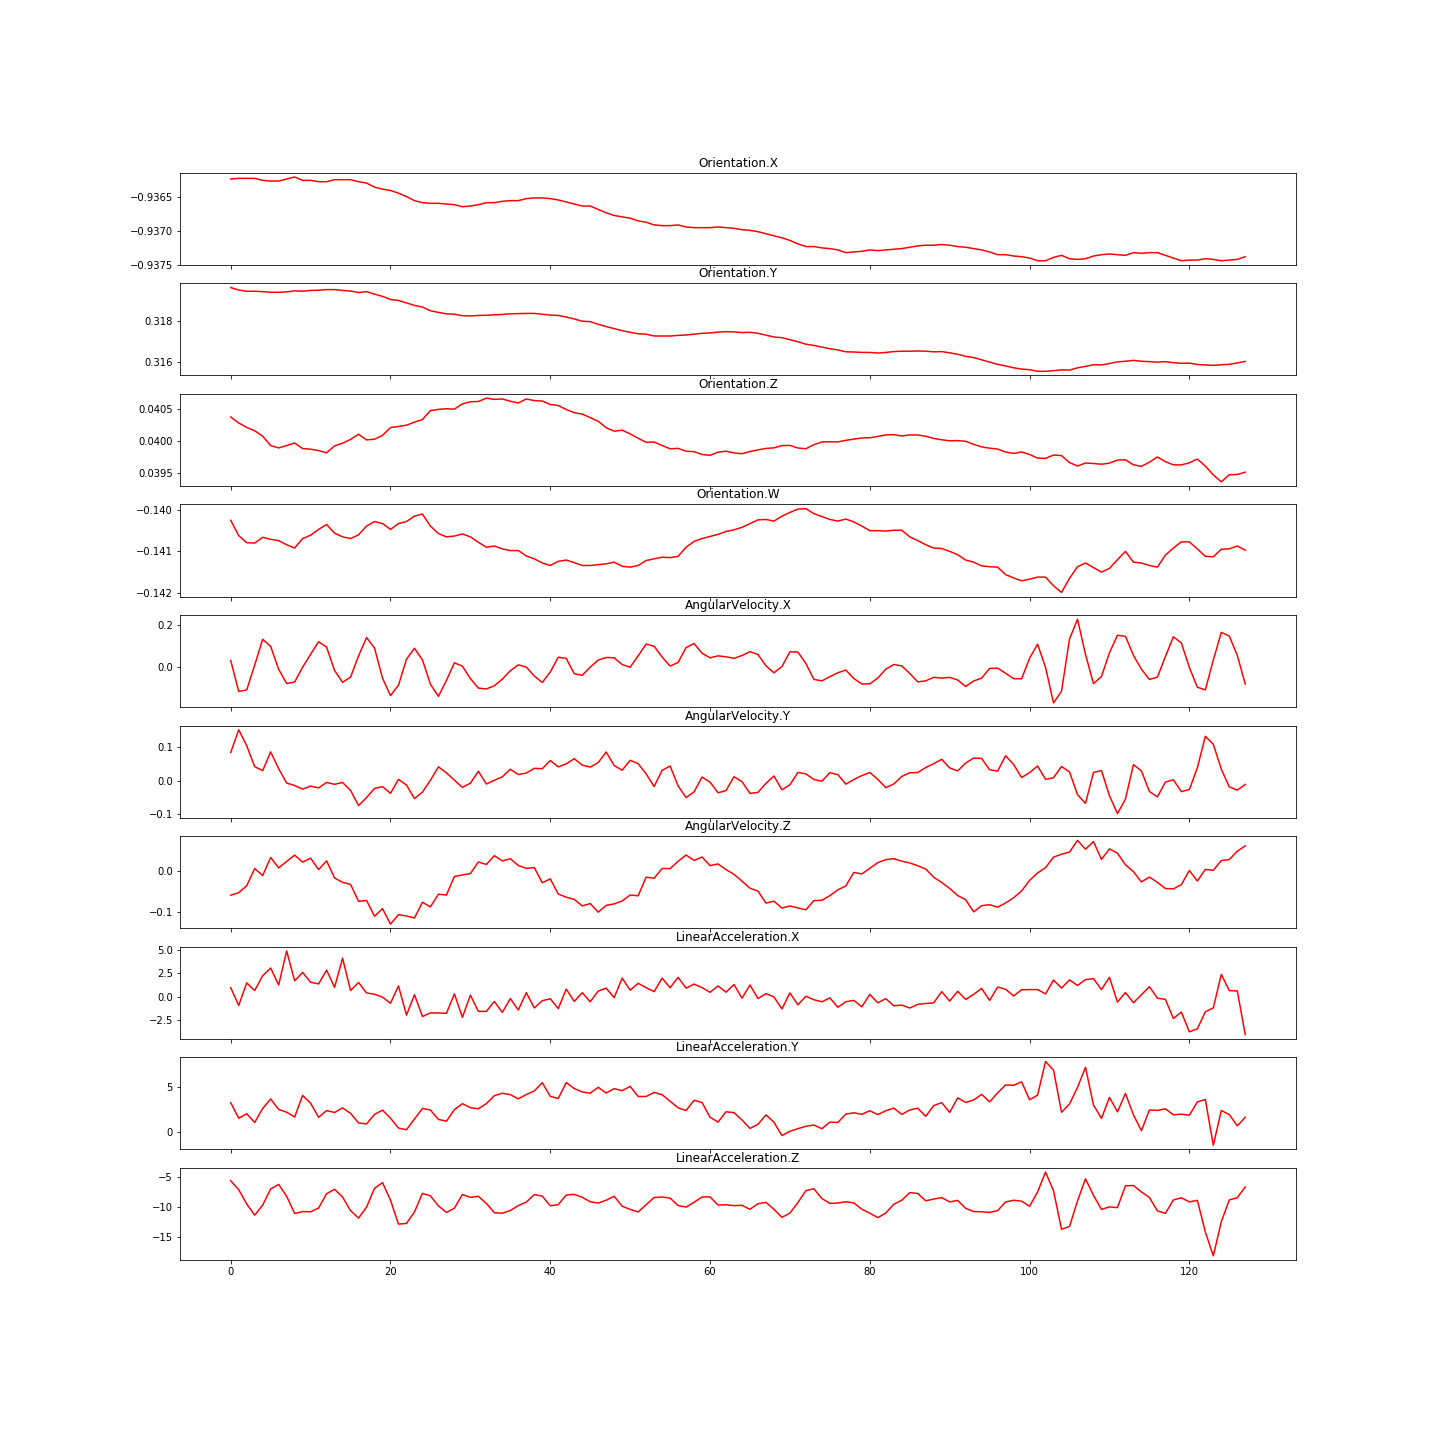 Orientation.X
−0.9365
−0.9370
−0.9375
Orientation.Y
0.318
0.316
Orientation.Z
0.0405
0.0400
0.0395
Orientation.W
−0.140
−0.141
−0.142
AngularVelocity.X
0.2
0.0
AngularVelocity.Y
0.1
0.0
−0.1
AngularVelocity.Z
0.0
−0.1
LinearAcceleration.X
5.0
2.5
0.0
−2.5
LinearAcceleration.Y
5
0
LinearAcceleration.Z
−5
−10
−15
0 20 40 60 80 100 120